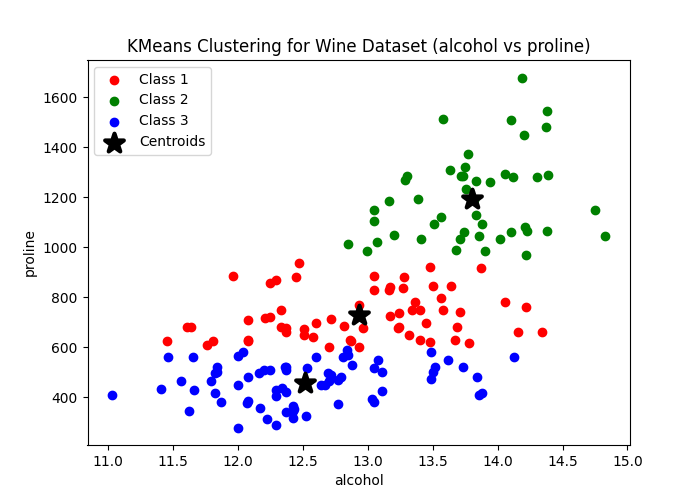 KMeans Clustering for Wine Dataset (alcohol vs proline)
Class 1
Class 2
Class 3
Centroids
proline
1600
1400
1200
1000
800
600
400
11.0 11.5 12.0 12.5 13.0 13.5 14.0 14.5 15.0
alcohol